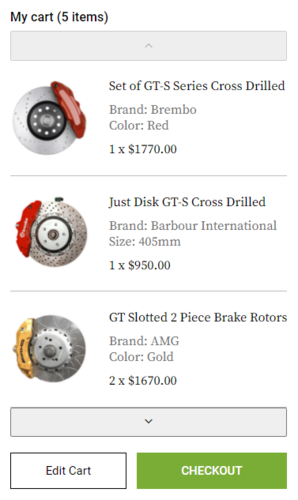 My cart (5 items)
Set of GT-S Series Cross Drilled
Brand: Brembo
Color: Red
1 x $1770.00
Just Disk GT-S Cross Drilled
Brand: Barbour International
Size: 405mm
1 x $950.00
GT Slotted 2 Piece Brake Rotors
Brand: AMG
Color: Gold
2 x $1670.00
Edit Cart
CHECKOUT